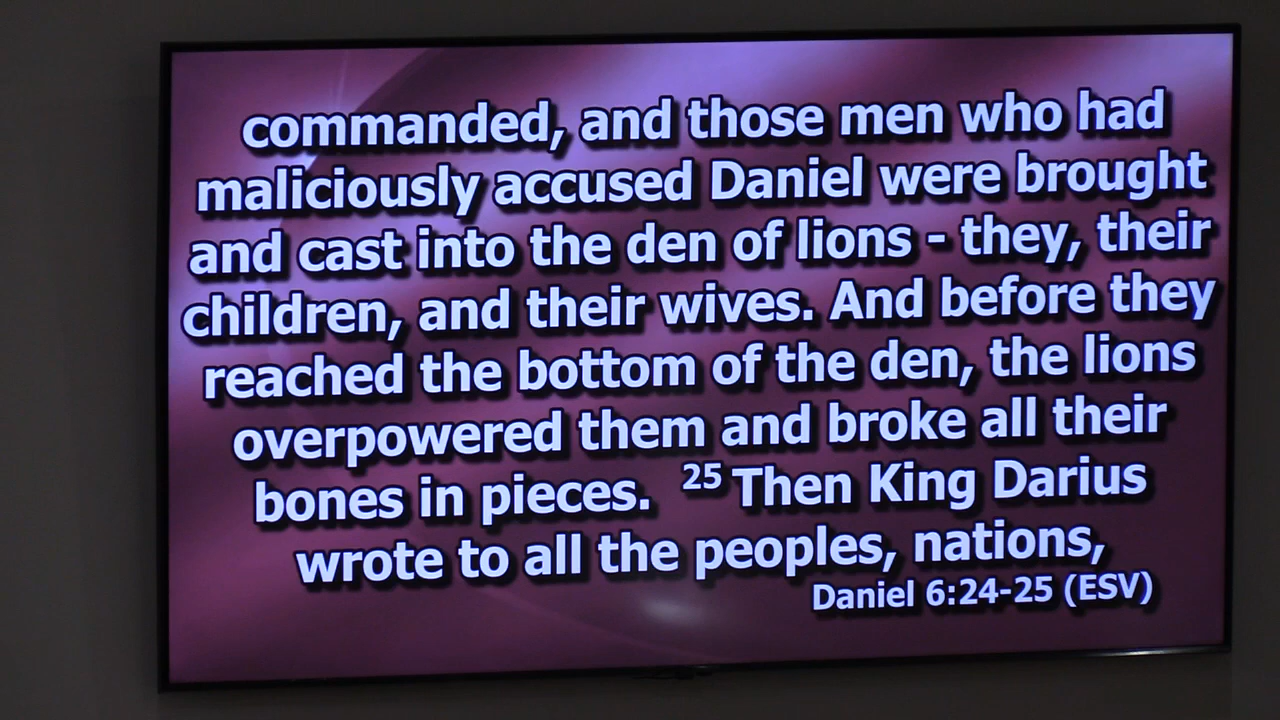 commanded, and those men who had
maliciously accused Daniel were brought
and cast into the den of lions - they, their
children, and their wives. And before they
reached the bottom of the den, the lions
overpowered them and broke all their
bones in pieces. 25 Then King Darius
wrote to all the peoples, nations,
Daniel 6:24-25 (ESV)